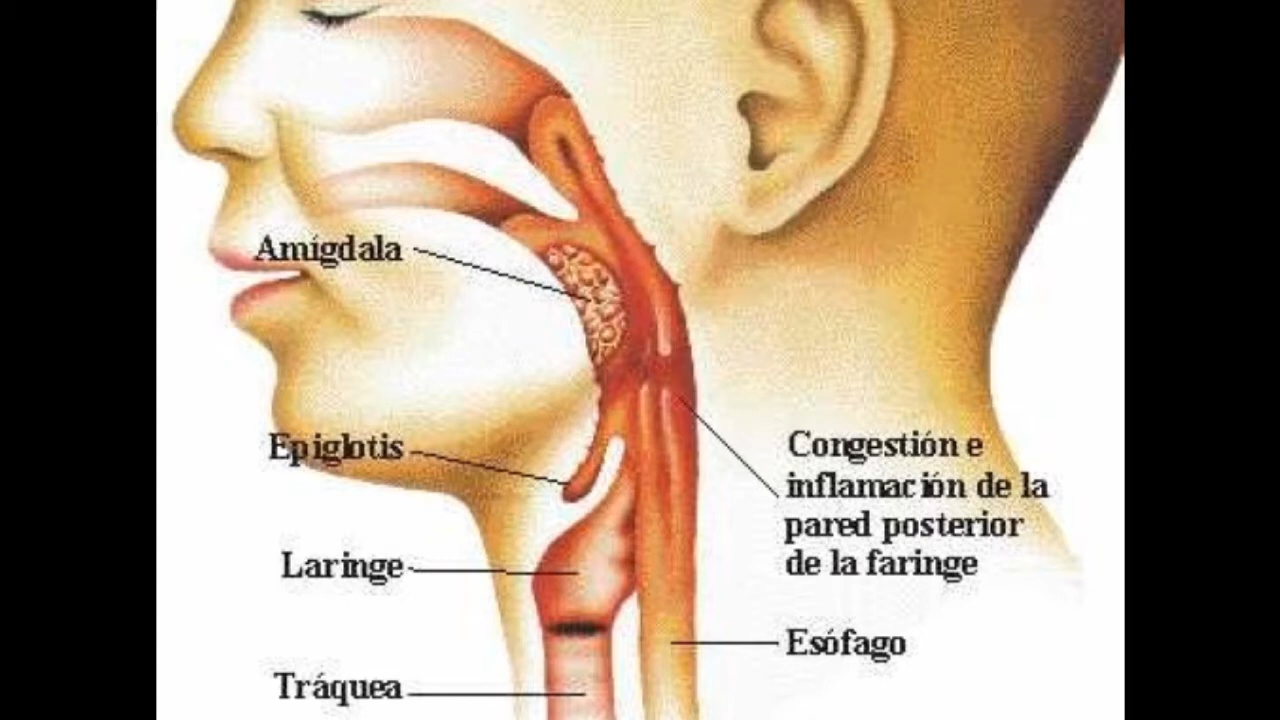 Amígdala
Epiglotis
Laringe
Tráquea
Congestión e
inflamación de la
pared posterior
de la faringe
Esófago